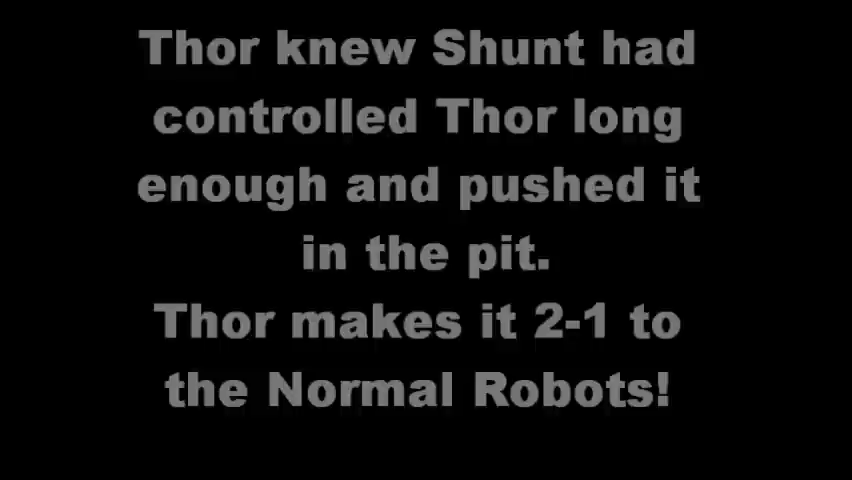 Thor knew Shunt had
controlled Thor long
enough and pushed it
in the pit.
Thor makes it 2-1 to
the Normal Robots!